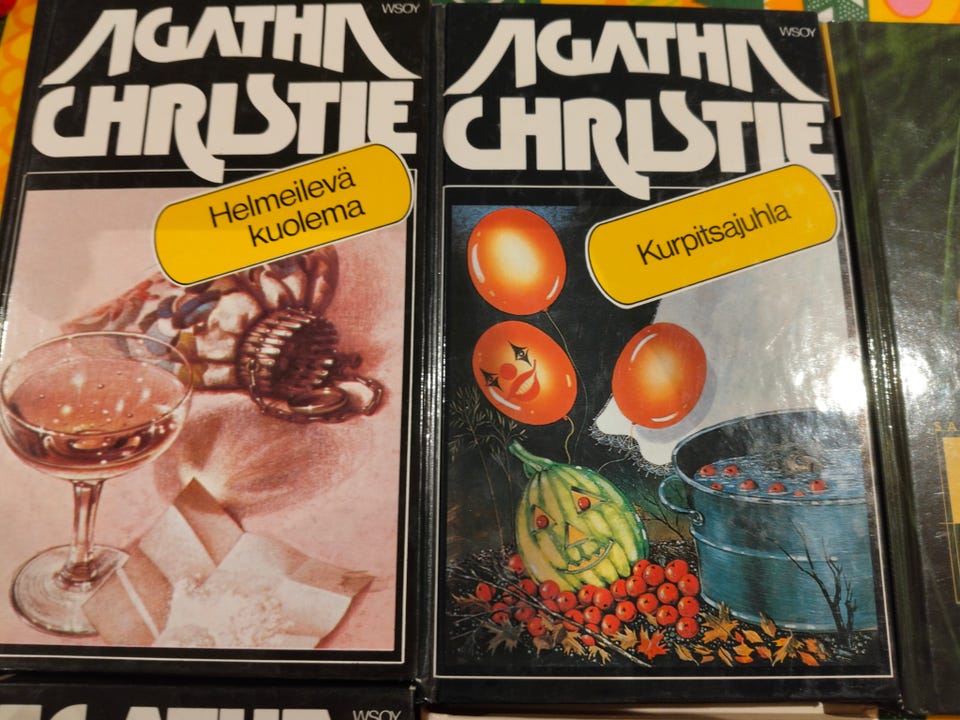 AGATHA
CHRISTIE
WSOY
Helmeilevä
kuolema
AGATHA
CHRISTIE
WSOY
Kurpitsajuhla
WSOY